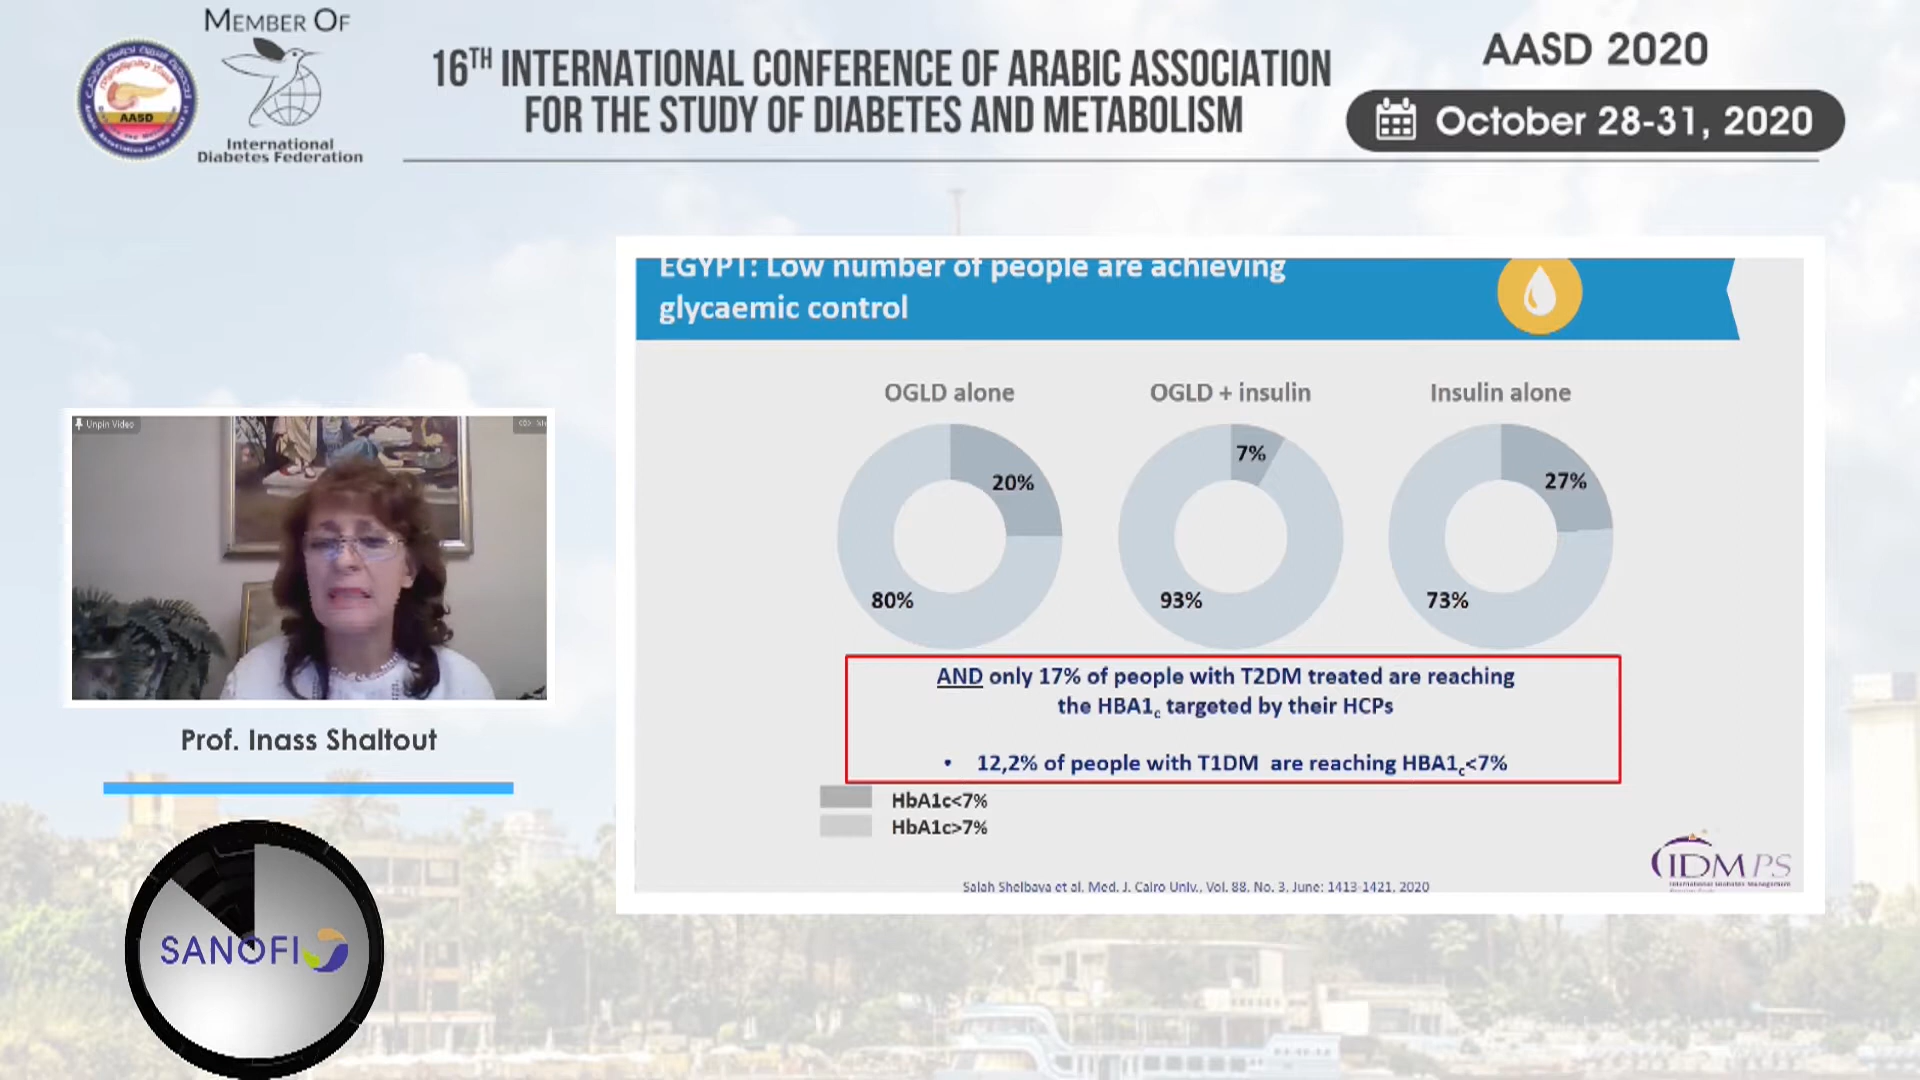 MEMBER OF
International
Diabetes Federation
AASD
16TH INTERNATIONAL CONFERENCE OF ARABIC ASSOCIATION
FOR THE STUDY OF DIABETES AND METABOLISM
AASD 2020
October 28-31, 2020
EGYPT: Low number of people are achieving
glycaemic control
OGLD alone
OGLD + insulin
Insulin alone
20%
7%
27%
80%
93%
73%
AND only 17% of people with T2DM treated are reaching
the HBA1c targeted by their HCPs
• 12,2% of people with T1DM are reaching HBA1c<7%
HbA1c<7%
HbA1c>7%
IDMPS
International Diabetes Management
Salah Shelbaya et al. Med. J. Cairo Univ., Vol. 88, No. 3, June: 1413-1421, 2020
Unpin Video
Prof. Inass Shaltout
SANOFI